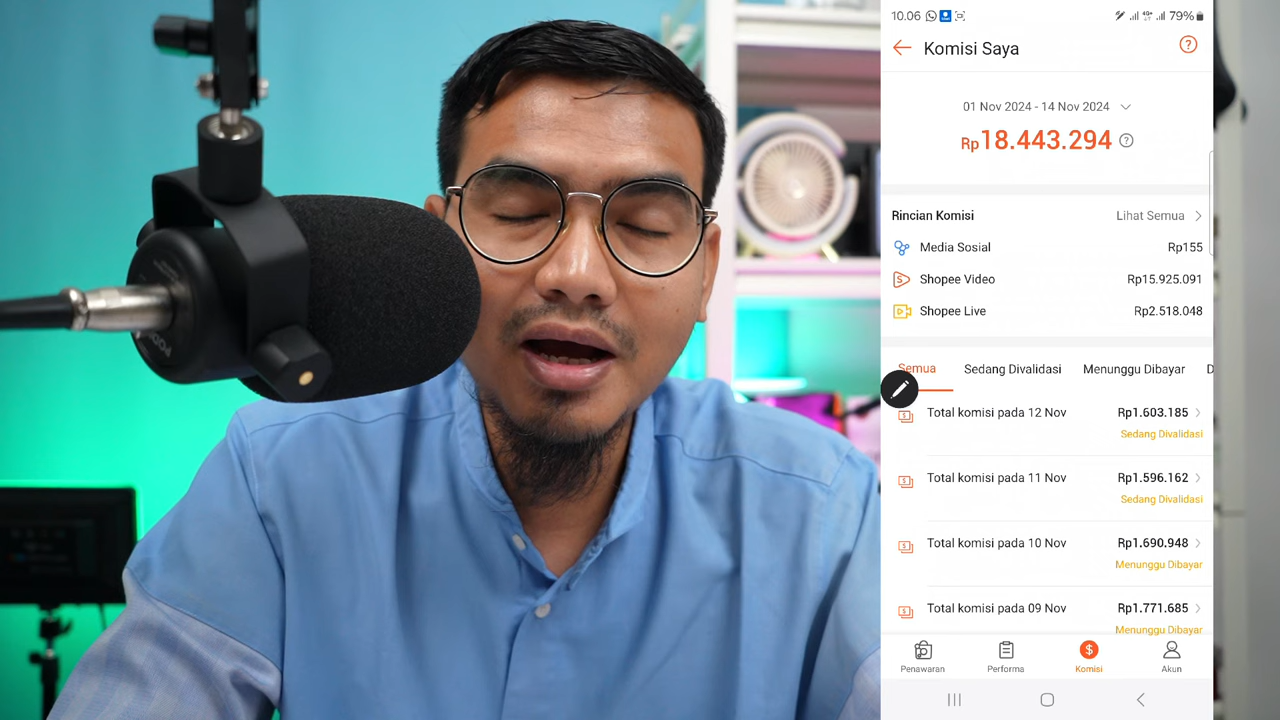 10.06
79%
Komisi Saya
01 Nov 2024 - 14 Nov 2024
Rp18.443.294
Rincian Komisi Lihat Semua
Media Sosial Rp155
Shopee Video Rp15.925.091
Shopee Live Rp2.518.048
Semua Sedang Divalidasi Menunggu Dibayar D
Total komisi pada 12 Nov Rp1.603.185
Sedang Divalidasi
Total komisi pada 11 Nov Rp1.596.162
Sedang Divalidasi
Total komisi pada 10 Nov Rp1.690.948
Menunggu Dibayar
Total komisi pada 09 Nov Rp1.771.685
Menunggu Dibayar
Penawaran Performa Komisi Akun